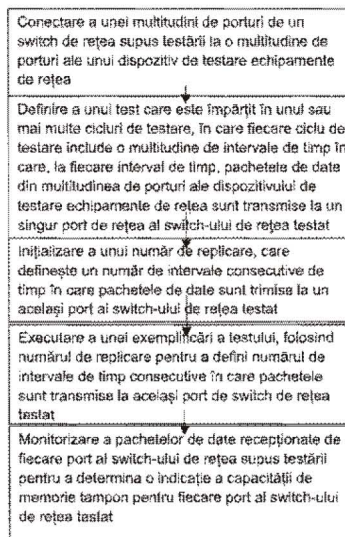 Conectare a unei multitudini de porturi de un
switch de rețea supus testării la o multitudine de
porturi ale unui dispozitiv de testare echipamente
de rețea
Definire a unui test care este împărțit în unul sau
mai multe cicluri de testare, în care fiecare ciclu de
testare include o multitudine de intervale de timp în
care, la fiecare interval de timp, pachetele de date
din multitudinea de porturi ale dispozitivului de
testare echipamente de rețea sunt transmise la un
singur port de rețea al switch-ului de rețea testat
Inițializare a unui număr de replicare, care
definește un număr de intervale consecutive de
timp în care pachetele de date sunt trimise la un
același port al switch-ului de rețea testat
Executare a unei exemplificări a testului, folosind
numărul de replicare pentru a defini numărul de
intervale de timp consecutive în care pachetele
sunt transmise la același port de switch de rețea
testat
Monitorizare a pachetelor de date recepționate de
fiecare port al switch-ului de rețea supus testării
pentru a determina o indicație a capacității de
memorie tampon pentru fiecare port al switch-ului
de rețea testat